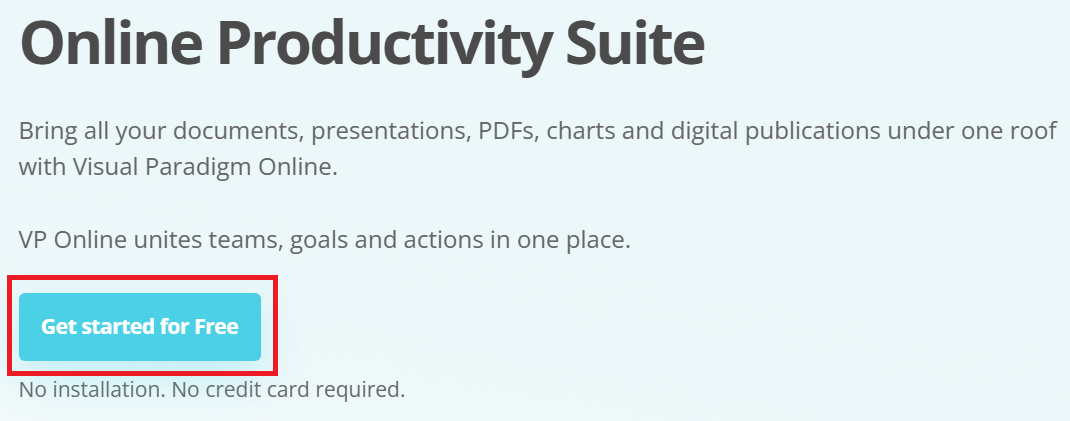 Online Productivity Suite
Bring all your documents, presentations, PDFs, charts and digital publications under one roof
with Visual Paradigm Online.
VP Online unites teams, goals and actions in one place.
Get started for Free
No installation. No credit card required.